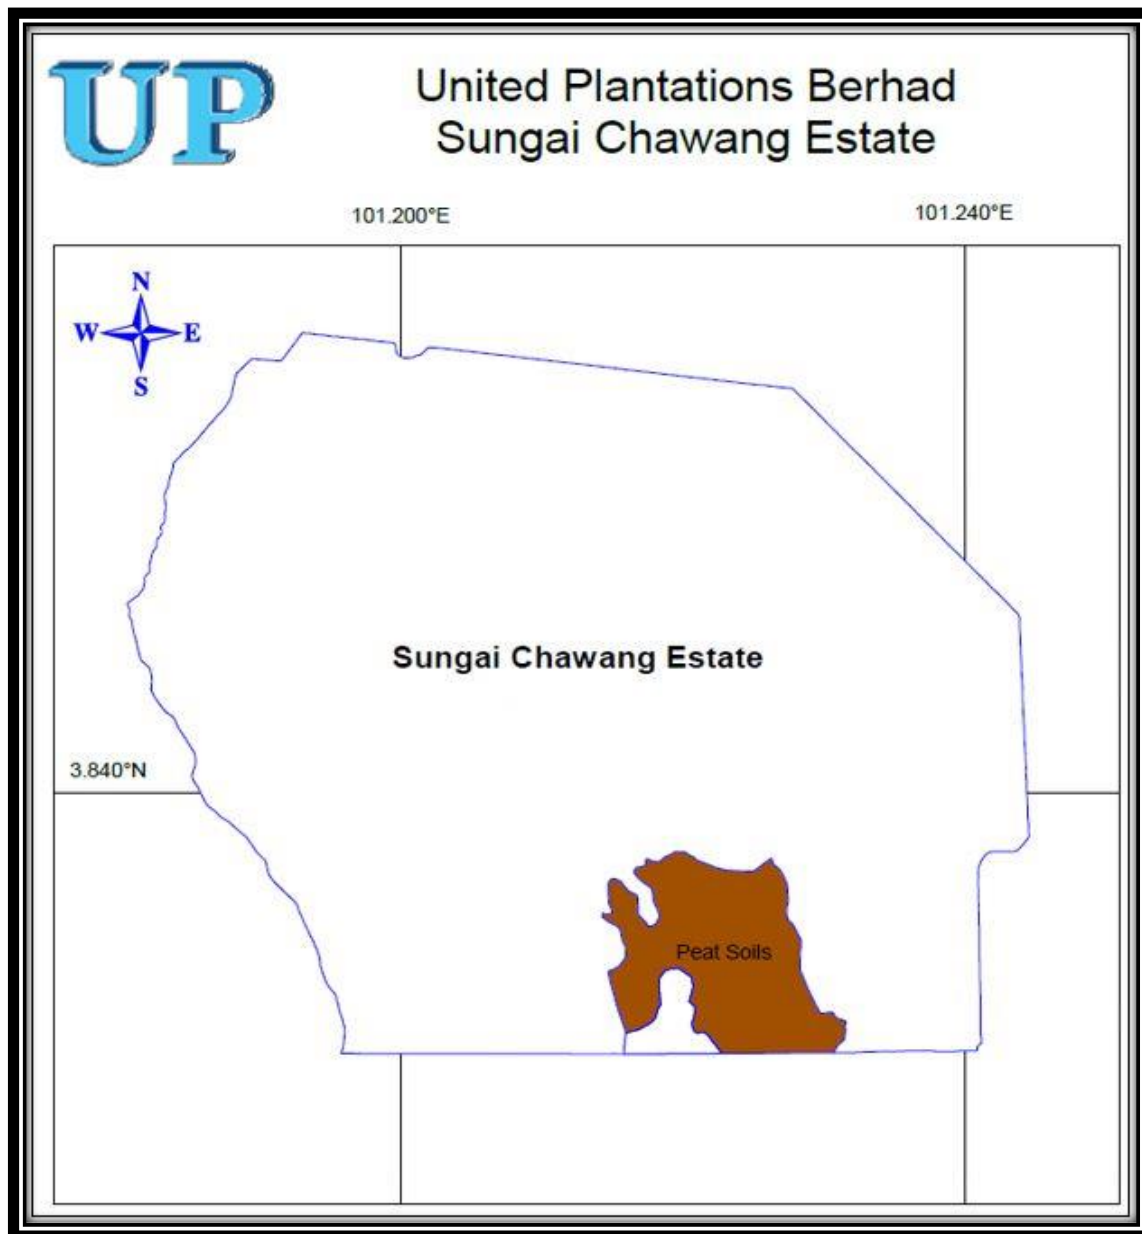 UP
United Plantations Berhad
Sungai Chawang Estate
101.200°E
101.240°E
N
W
E
S
Sungai Chawang Estate
3.840°N
Peat Soils